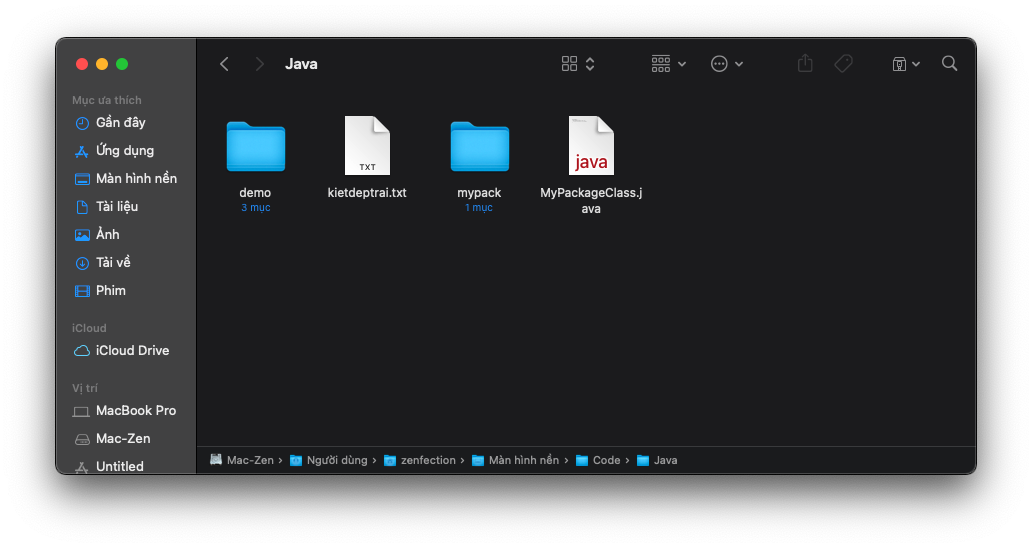 Java
Mục ưa thích
Gần đây
Ứng dụng
Màn hình nền
Tài liệu
Ảnh
Tải về
Phim
iCloud
iCloud Drive
Vị trí
MacBook Pro
Mac-Zen
Untitled
demo
3 mục
TXT
kietdeptrai.txt
mypack
1 mục
java
MyPackageClass.j
ava
Mac-Zen › Người dùng › zenfection › Màn hình nền › Code › Java